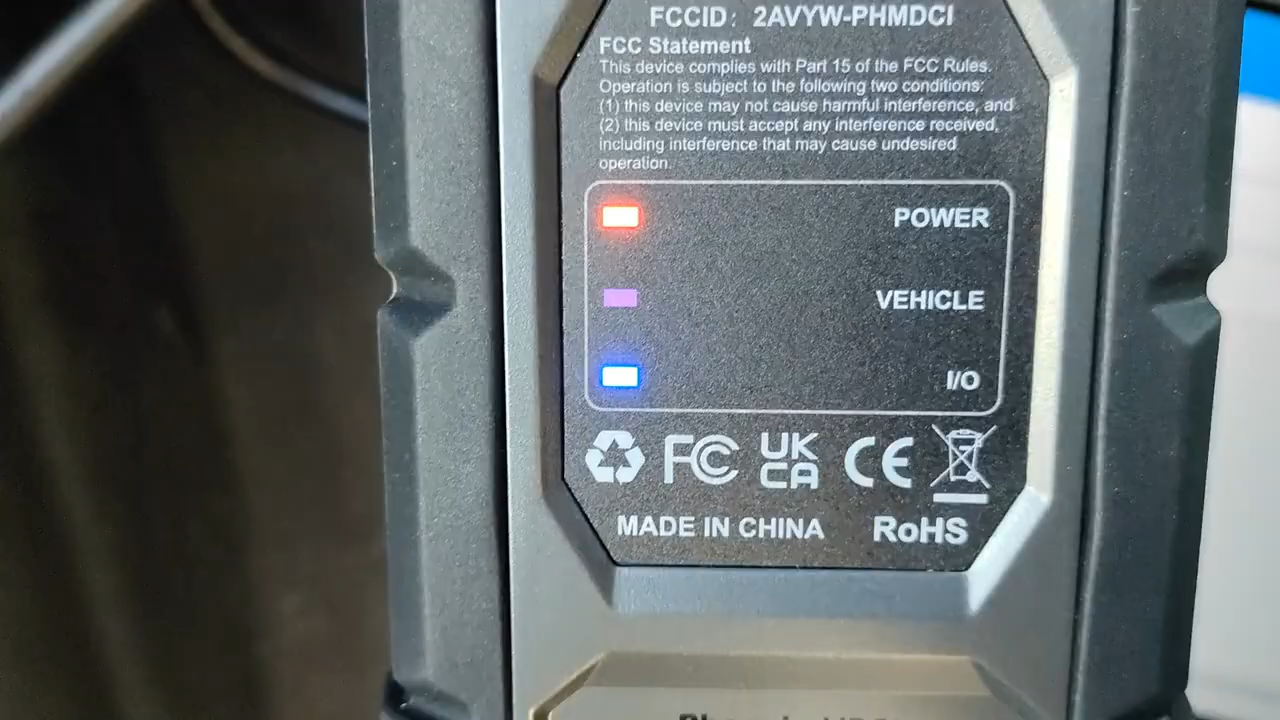 FCCID: 2AVYW-PHMDCI
FCC Statement
This device complies with Part 15 of the FCC Rules.
Operation is subject to the following two conditions:
(1) this device may not cause harmful interference, and
(2) this device must accept any interference received,
including interference that may cause undesired
operation.
POWER
VEHICLE
I/O
FC UK CA CE
MADE IN CHINA RoHS